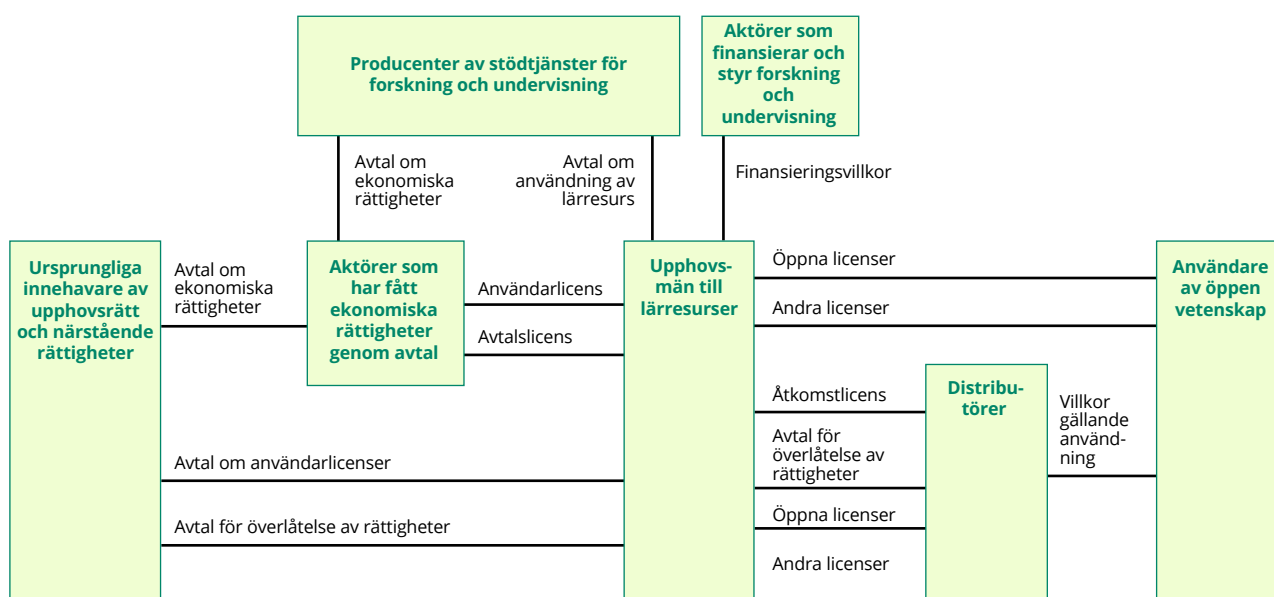 Producenter av stödtjänster för
forskning och undervisning
Aktörer som
finansierar och
styr forskning
och
undervisning
Avtal om
ekonomiska
rättigheter
Avtal om
användning av
lärresurs
Finansieringsvillkor
Ursprungliga
innehavare av
upphovsrätt
och närstående
rättigheter
Avtal om
ekonomiska
rättigheter
Aktörer som
har fått
ekonomiska
rättigheter
genom avtal
Användarlicens
Avtalslicens
Upphovs-
män till
lärresurser
Öppna licenser
Andra licenser
Användare
av öppen
vetenskap
Åtkomstlicens
Avtal för
överlåtelse av
rättigheter
Öppna licenser
Andra licenser
Distribu-
törer
Villkor
gällande
använd-
ning
Avtal om användarlicenser
Avtal för överlåtelse av rättigheter